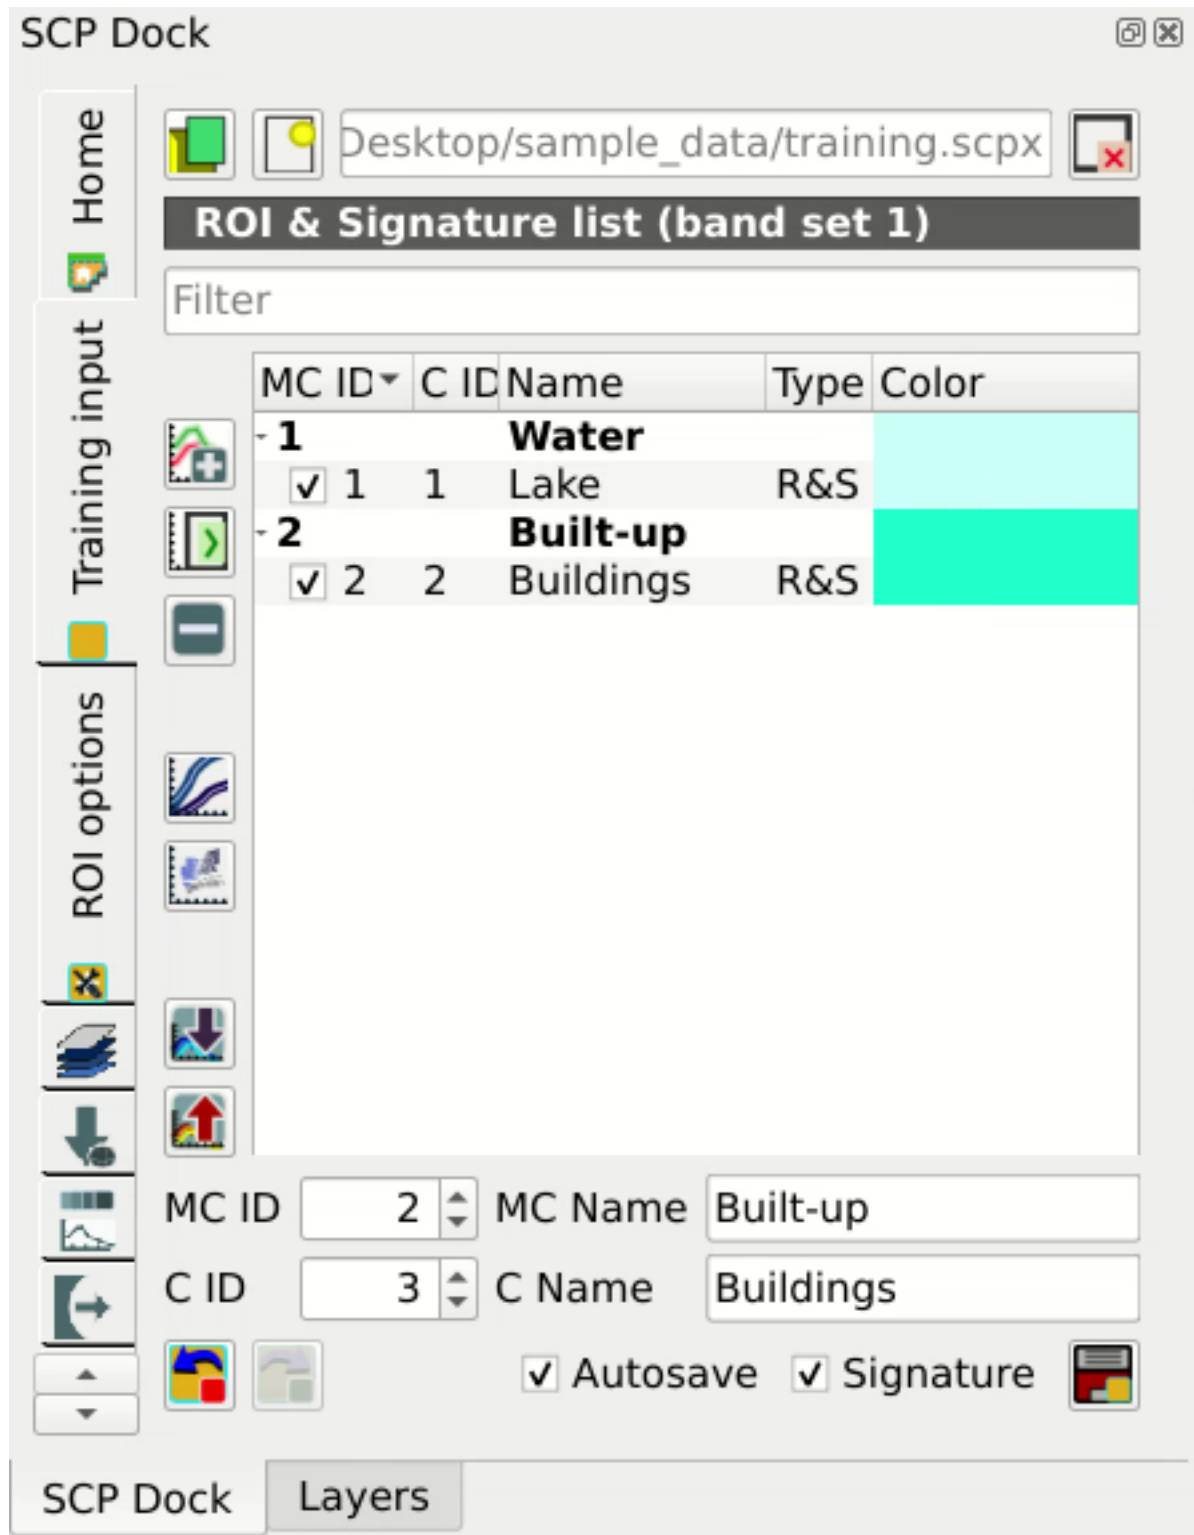 SCP Dock
Home
Desktop/sample_data/training.scpx
ROI & Signature list (band set 1)
Filter
Training input
MC ID C ID Name Type Color
1 Water
1 1 Lake R&S
2 Built-up
2 2 Buildings R&S
ROI options
MC ID 2 MC Name Built-up
C ID 3 C Name Buildings
Autosave Signature
SCP Dock Layers